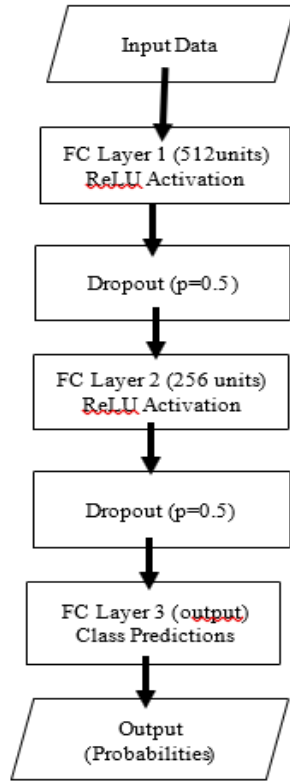 Input Data
FC Layer 1 (512units)
ReLU Activation
Dropout (p=0.5)
FC Layer 2 (256 units)
ReLU Activation
Dropout (p=0.5)
FC Layer 3 (output)
Class Predictions
Output
(Probabilities)